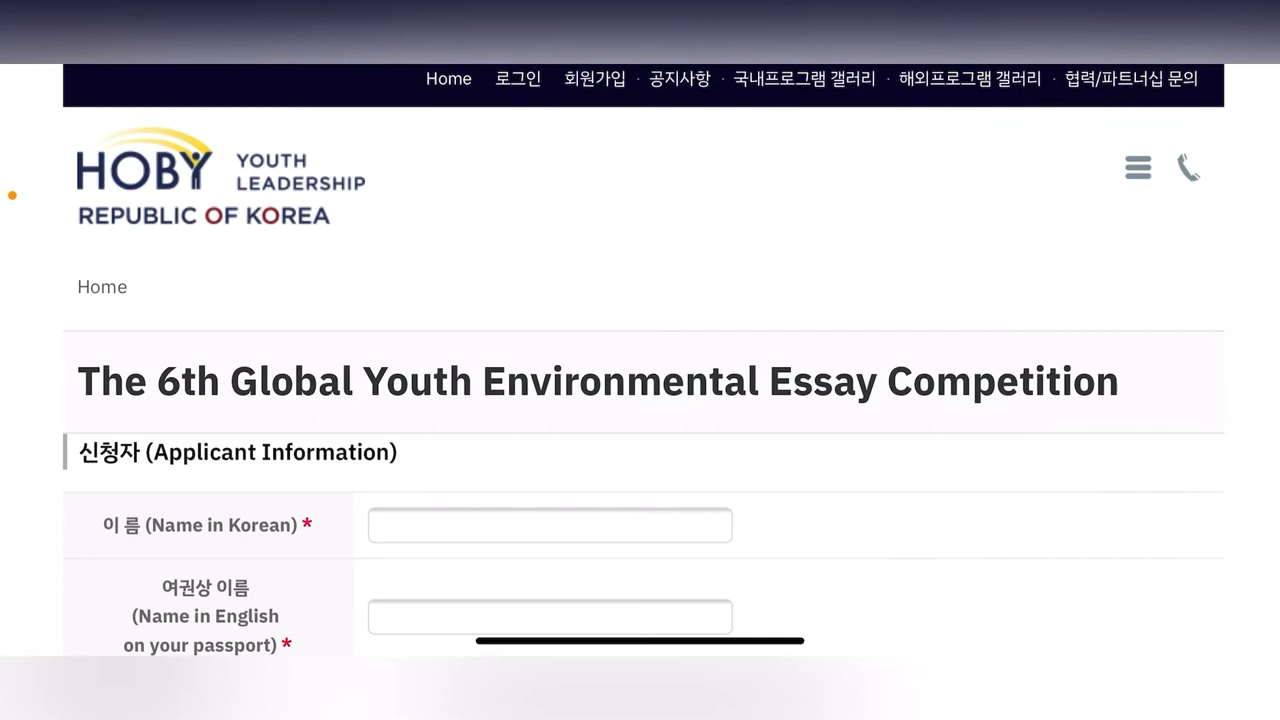 Home 로그인 회원가입 · 공지사항 · 국내프로그램 갤러리 · 해외프로그램 갤러리 · 협력/파트너십 문의
HOBY YOUTH
LEADERSHIP
REPUBLIC OF KOREA
Home
The 6th Global Youth Environmental Essay Competition
신청자 (Applicant Information)
이 름 (Name in Korean) *
여권상 이름
(Name in English
on your passport) *